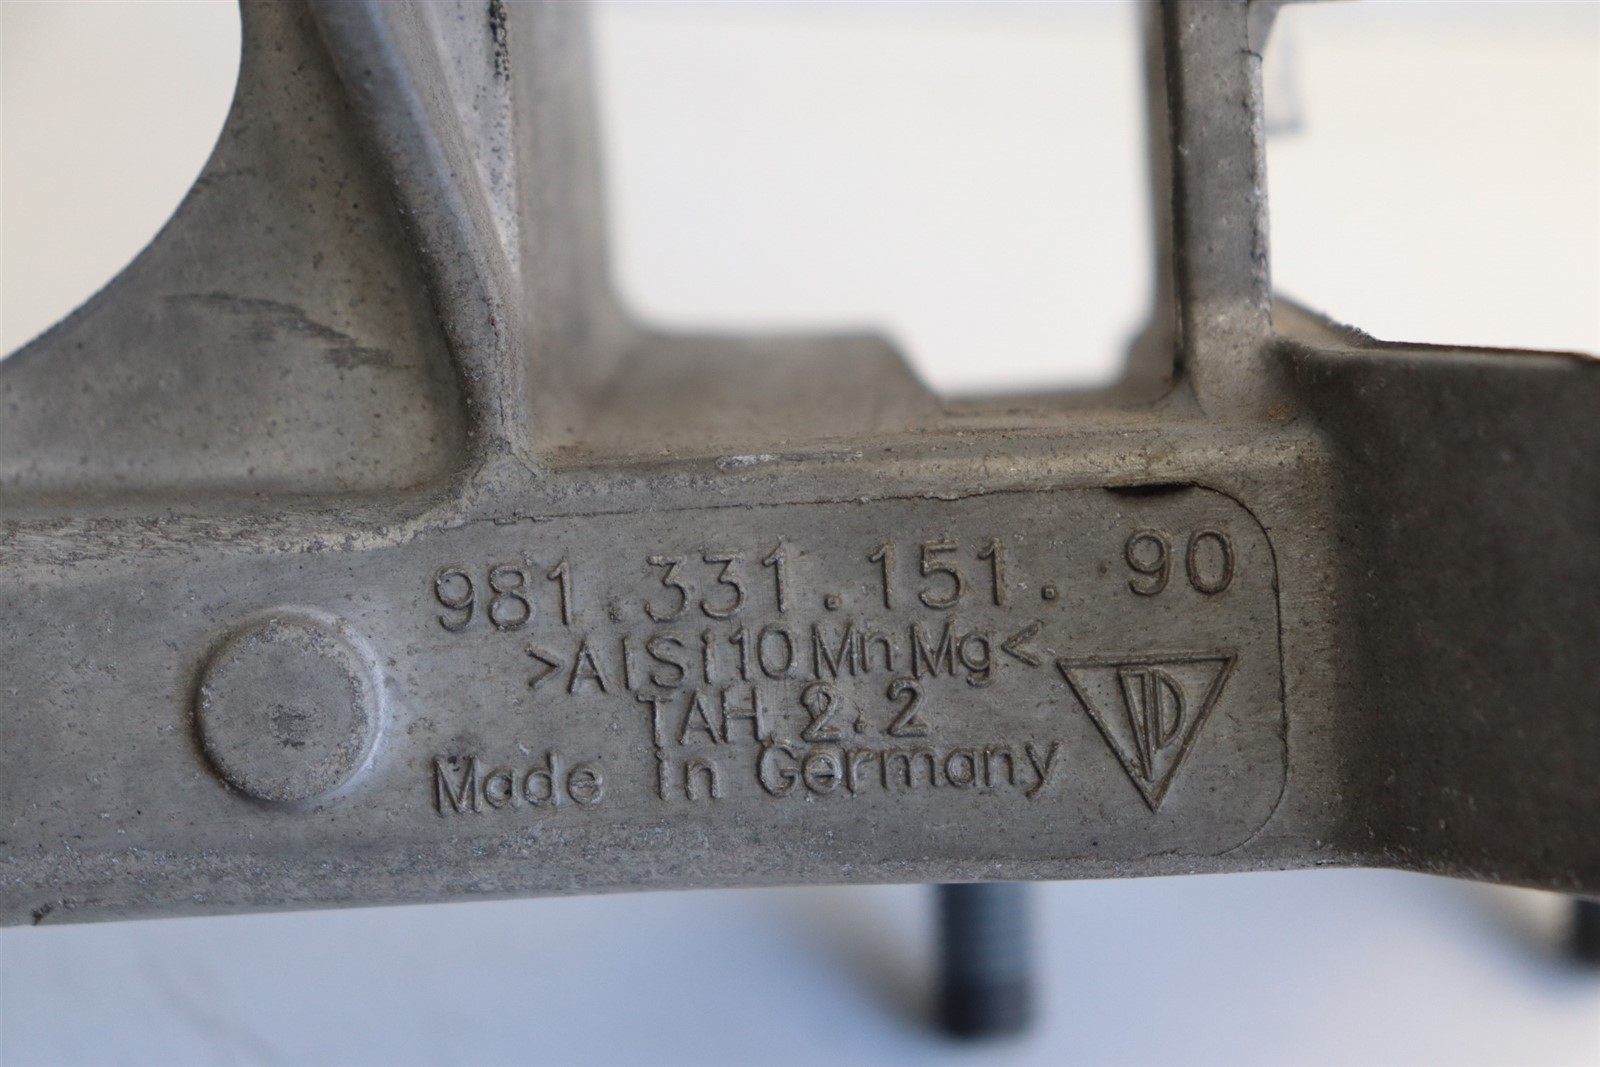 981.331.151. 90
>AlSi10MnMg<
TAH.2.2
Made in Germany